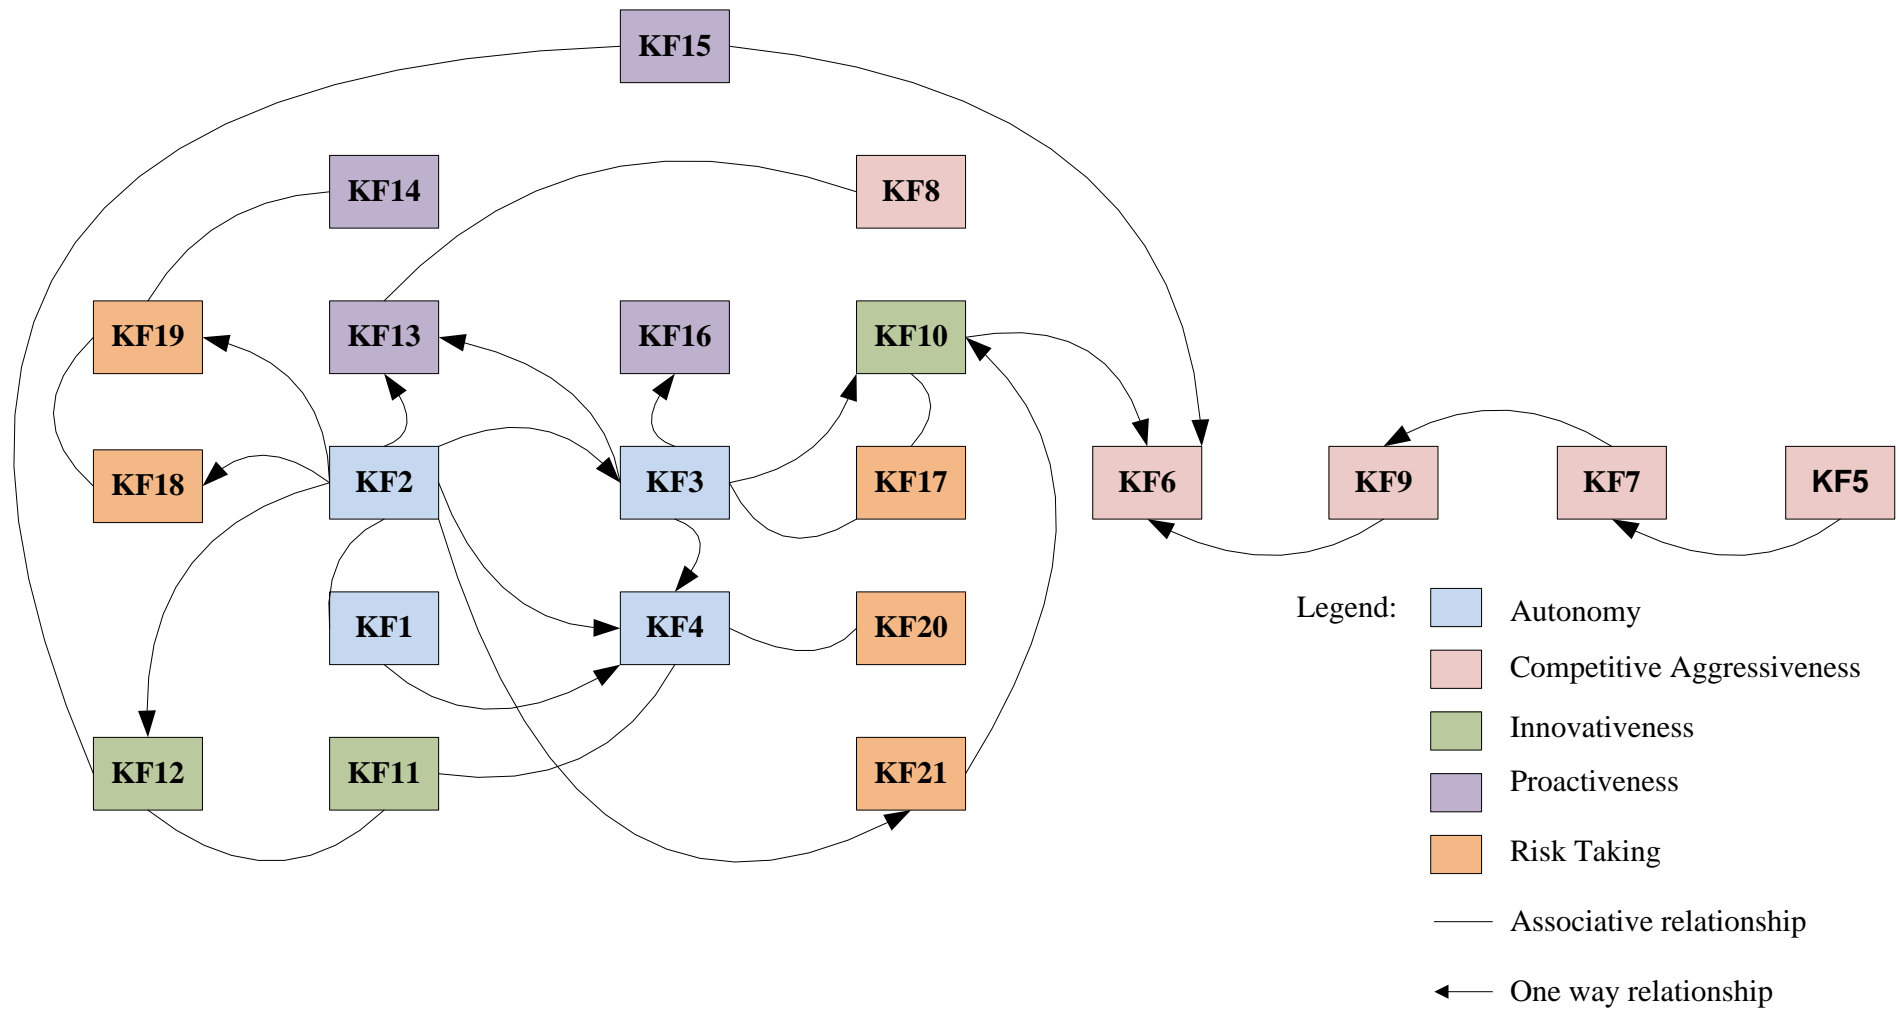 KF15
KF14
KF8
KF19
KF13
KF16
KF10
KF18
KF2
KF3
KF17
KF6
KF9
KF7
KF5
KF1
KF4
KF20
KF12
KF11
KF21
Legend:
Autonomy
Competitive Aggressiveness
Innovativeness
Proactiveness
Risk Taking
Associative relationship
One way relationship